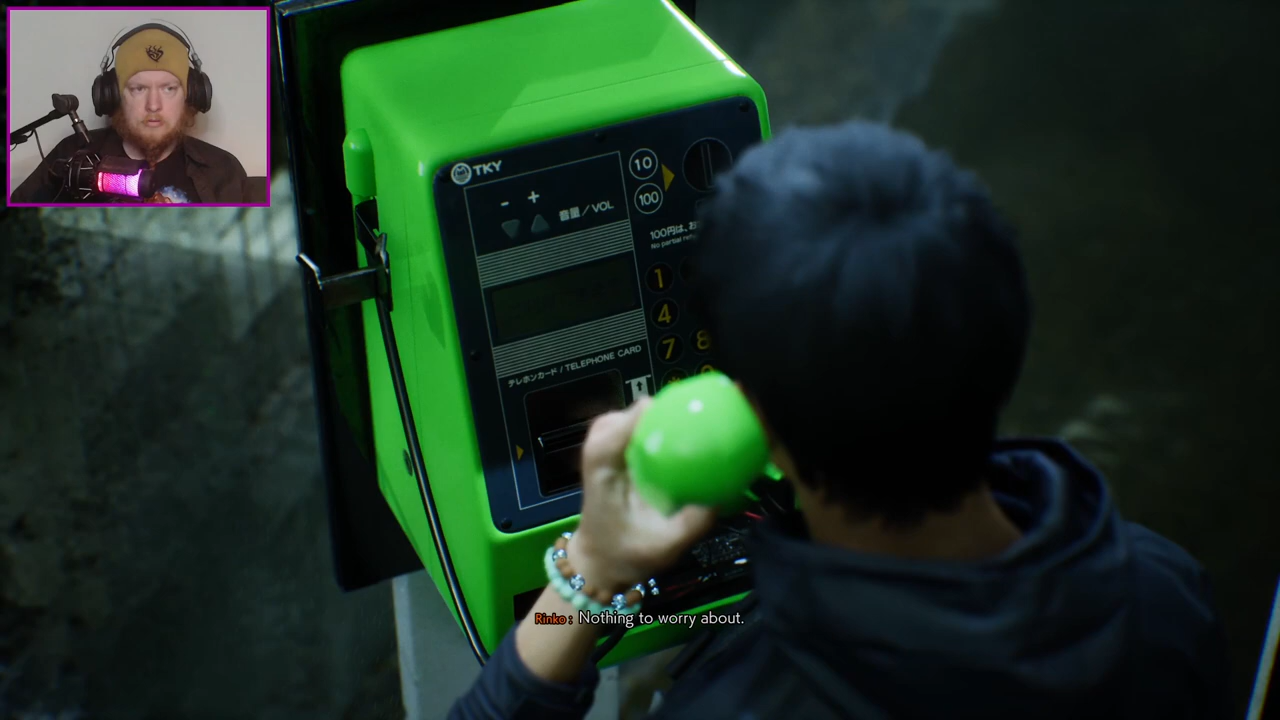 TKY
- +
音量/VOL
10
100
100円は、お
No partial
1
4
7 8
テレホンカード/TELEPHONE CARD
Rinko : Nothing to worry about.